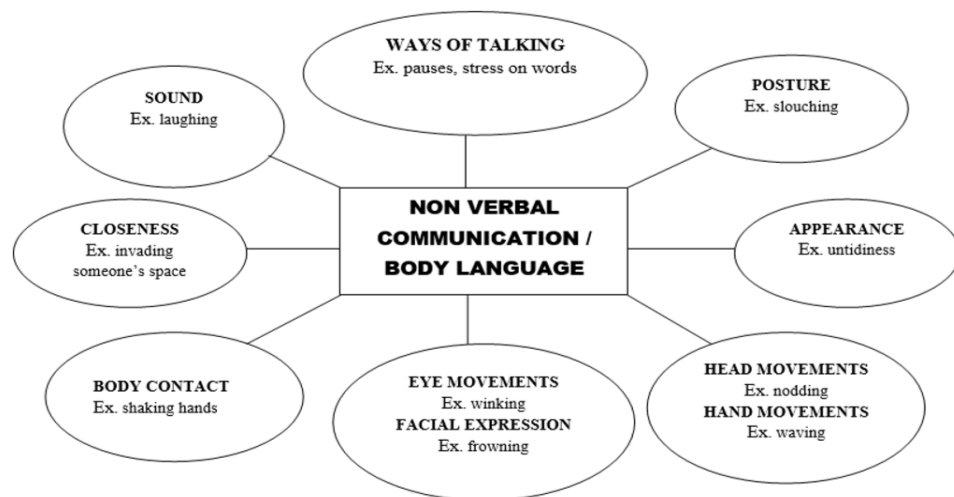 WAYS OF TALKING
Ex. pauses, stress on words
SOUND
Ex. laughing
POSTURE
Ex. slouching
NON VERBAL
COMMUNICATION /
BODY LANGUAGE
CLOSENESS
Ex. invading
someone's space
APPEARANCE
Ex. untidiness
BODY CONTACT
Ex. shaking hands
EYE MOVEMENTS
Ex. winking
FACIAL EXPRESSION
Ex. frowning
HEAD MOVEMENTS
Ex. nodding
HAND MOVEMENTS
Ex. waving